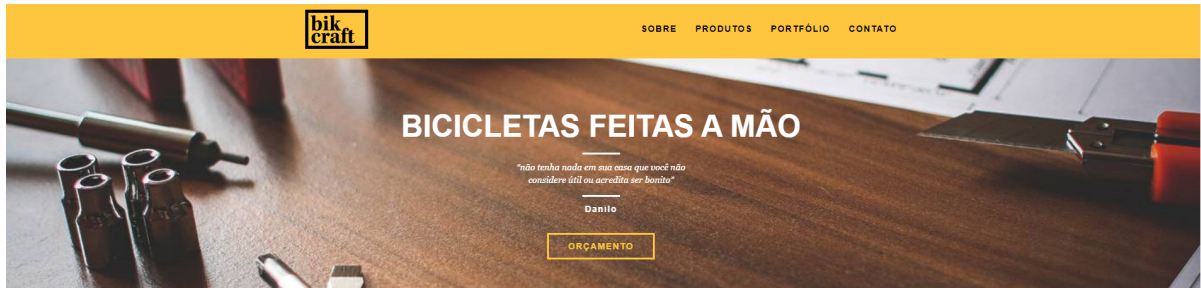 bik
craft
SOBRE PRODUTOS PORTFÓLIO CONTATO
BICICLETAS FEITAS A MÃO
"não tenha nada em sua casa que você não
considere útil ou acredita ser bonito"
Danilo
ORÇAMENTO